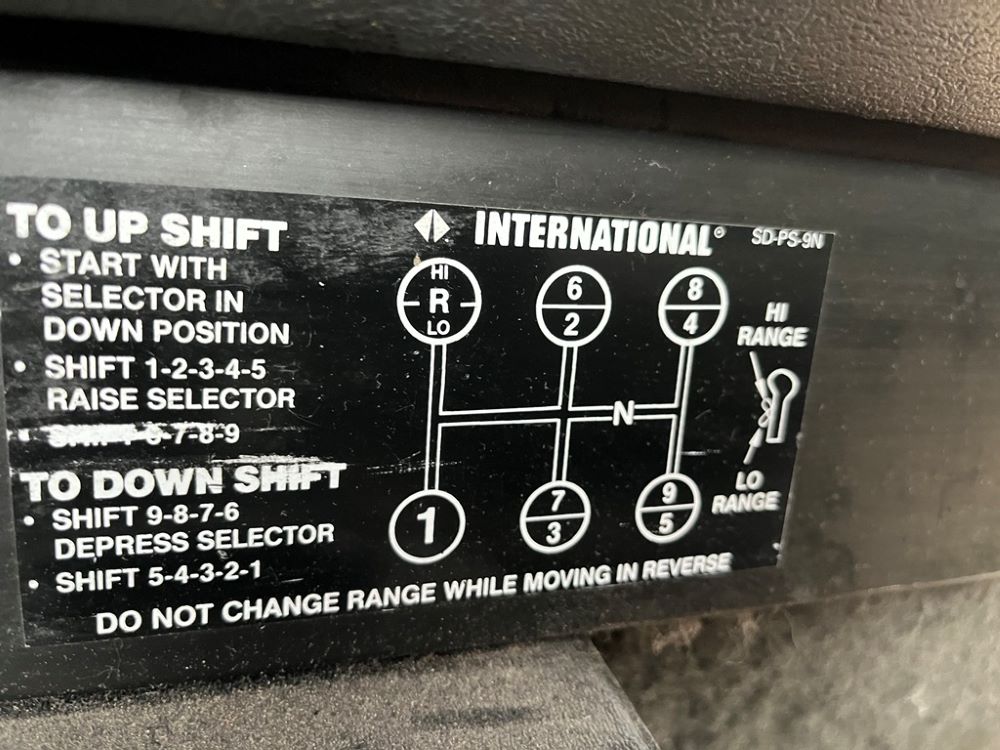 TO UP SHIFT
• START WITH
SELECTOR IN
DOWN POSITION
• SHIFT 1-2-3-4-5
RAISE SELECTOR
• SHIFT 6-7-8-9
TO DOWN SHIFT
• SHIFT 9-8-7-6
DEPRESS SELECTOR
• SHIFT 5-4-3-2-1
INTERNATIONAL®
SD-PS-9N
HI
R
LO
6
2
8
4
N
1
7
3
9
5
HI
RANGE
LO
RANGE
DO NOT CHANGE RANGE WHILE MOVING IN REVERSE